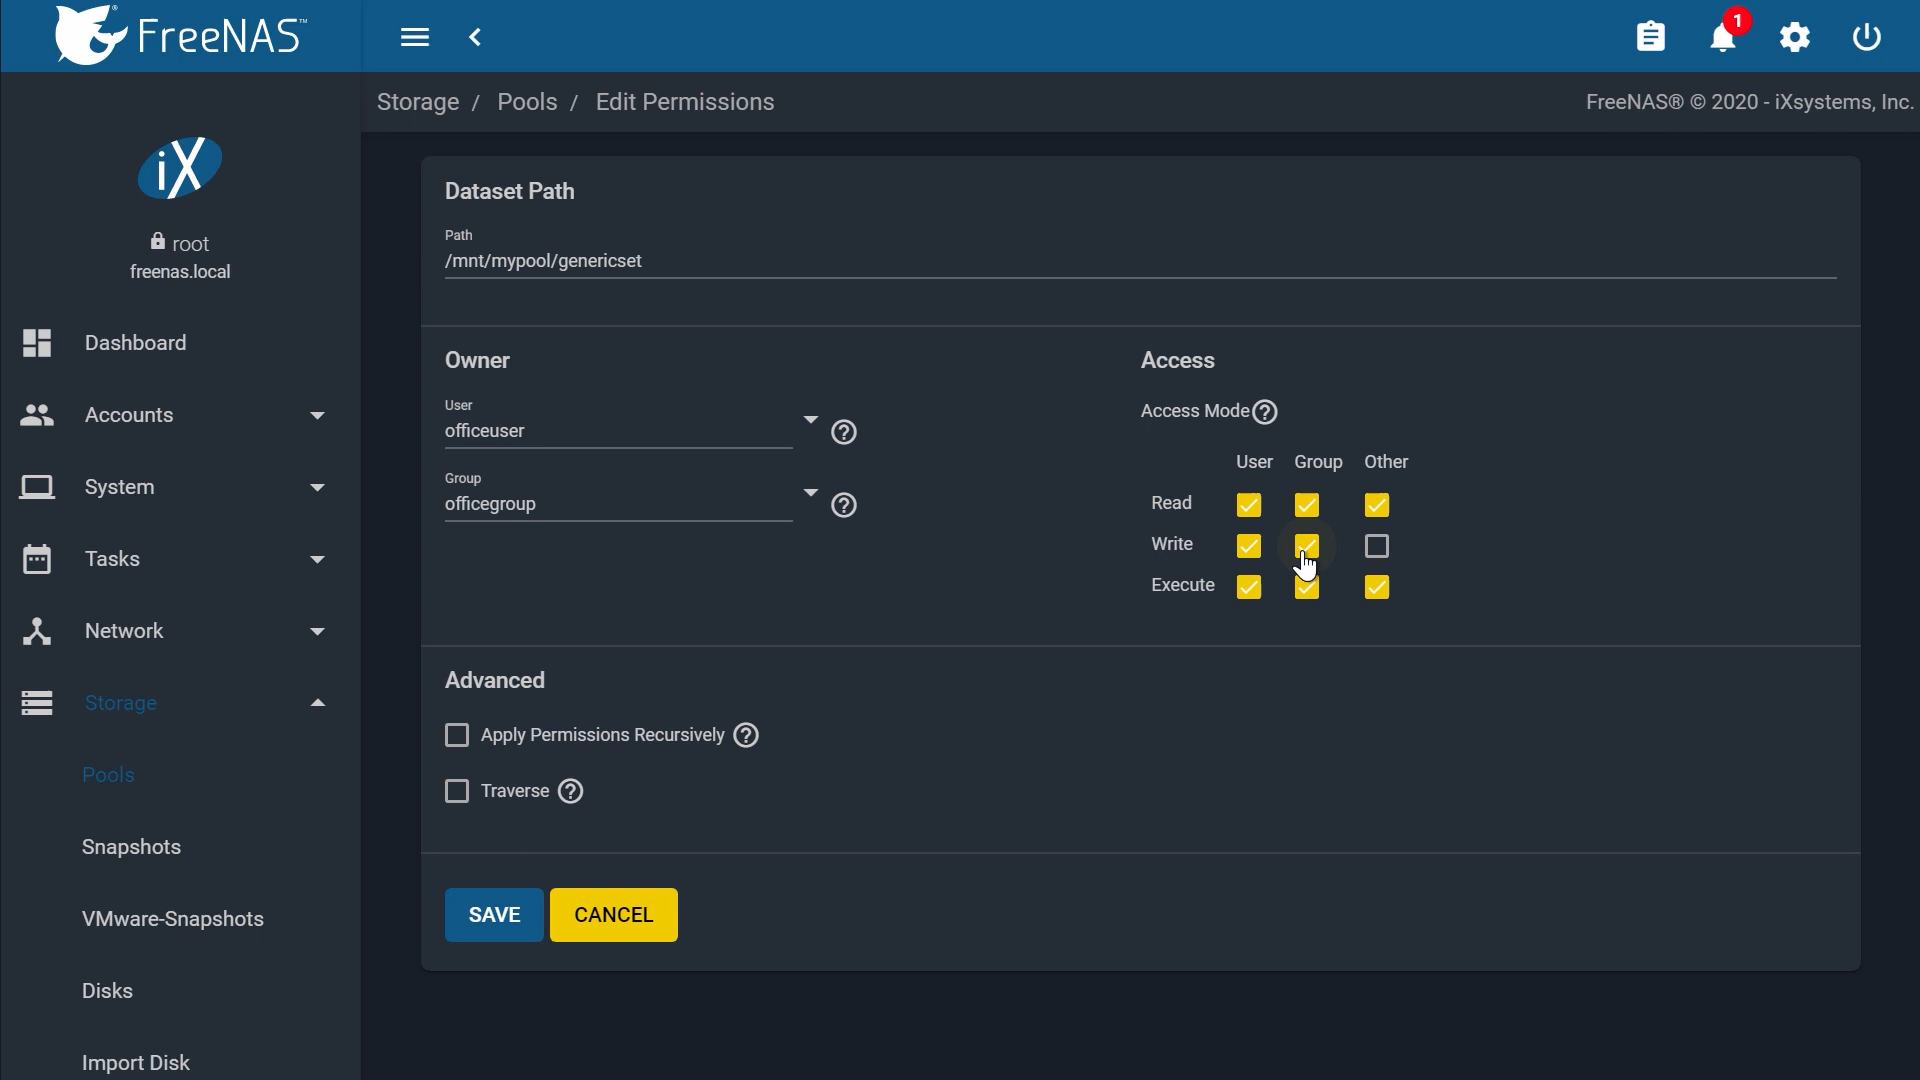 FreeNAS™
1
Storage / Pools / Edit Permissions
FreeNAS® © 2020 - iXsystems, Inc.
iX
root
freenas.local
Dashboard
Accounts
System
Tasks
Network
Storage
Pools
Snapshots
VMware-Snapshots
Disks
Import Disk
Dataset Path
Path
/mnt/mypool/genericset
Owner
User
officeuser
Group
officegroup
Access
Access Mode
User Group Other
Read
Write
Execute
Advanced
Apply Permissions Recursively
Traverse
SAVE CANCEL